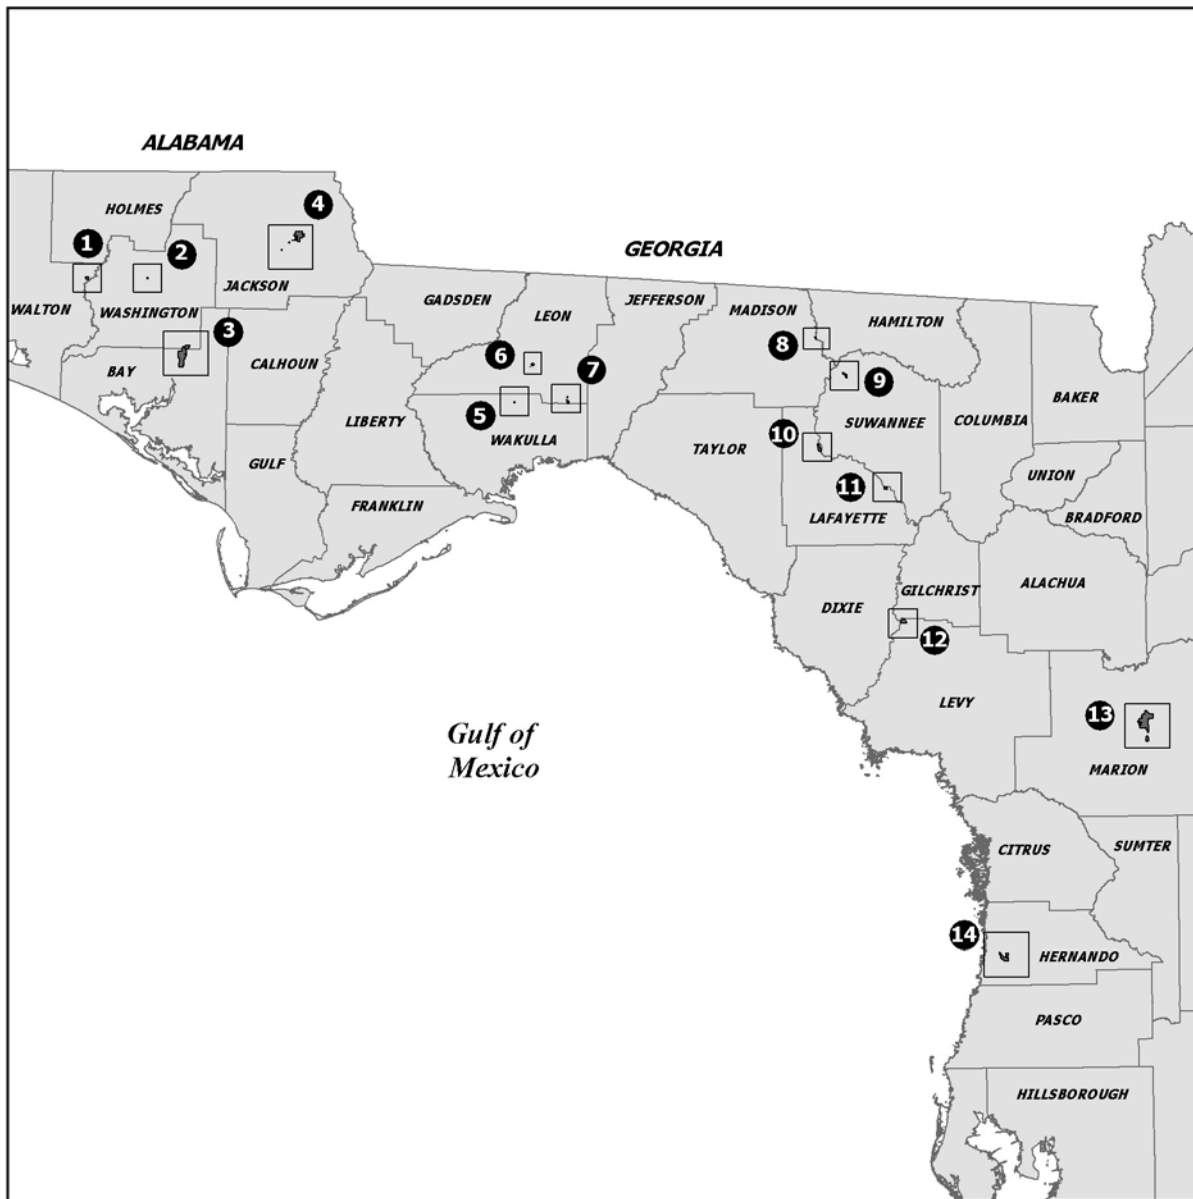 ALABAMA
4
HOLMES
1
2
GEORGIA
JACKSON
GADSDEN
JEFFERSON
WALTON
WASHINGTON
LEON
MADISON
HAMILTON
3
6
7
8
BAY
CALHOUN
9
BAKER
5
LIBERTY
WAKULLA
TAYLOR
10
SUWANNEE
COLUMBIA
GULF
11
UNION
FRANKLIN
LAFAYETTE
BRADFORD
DIXIE
GILCHRIST
ALACHUA
12
LEVY
13
Gulf of
Mexico
MARION
CITRUS
SUMTER
14
HERNANDO
PASCO
HILLSBOROUGH